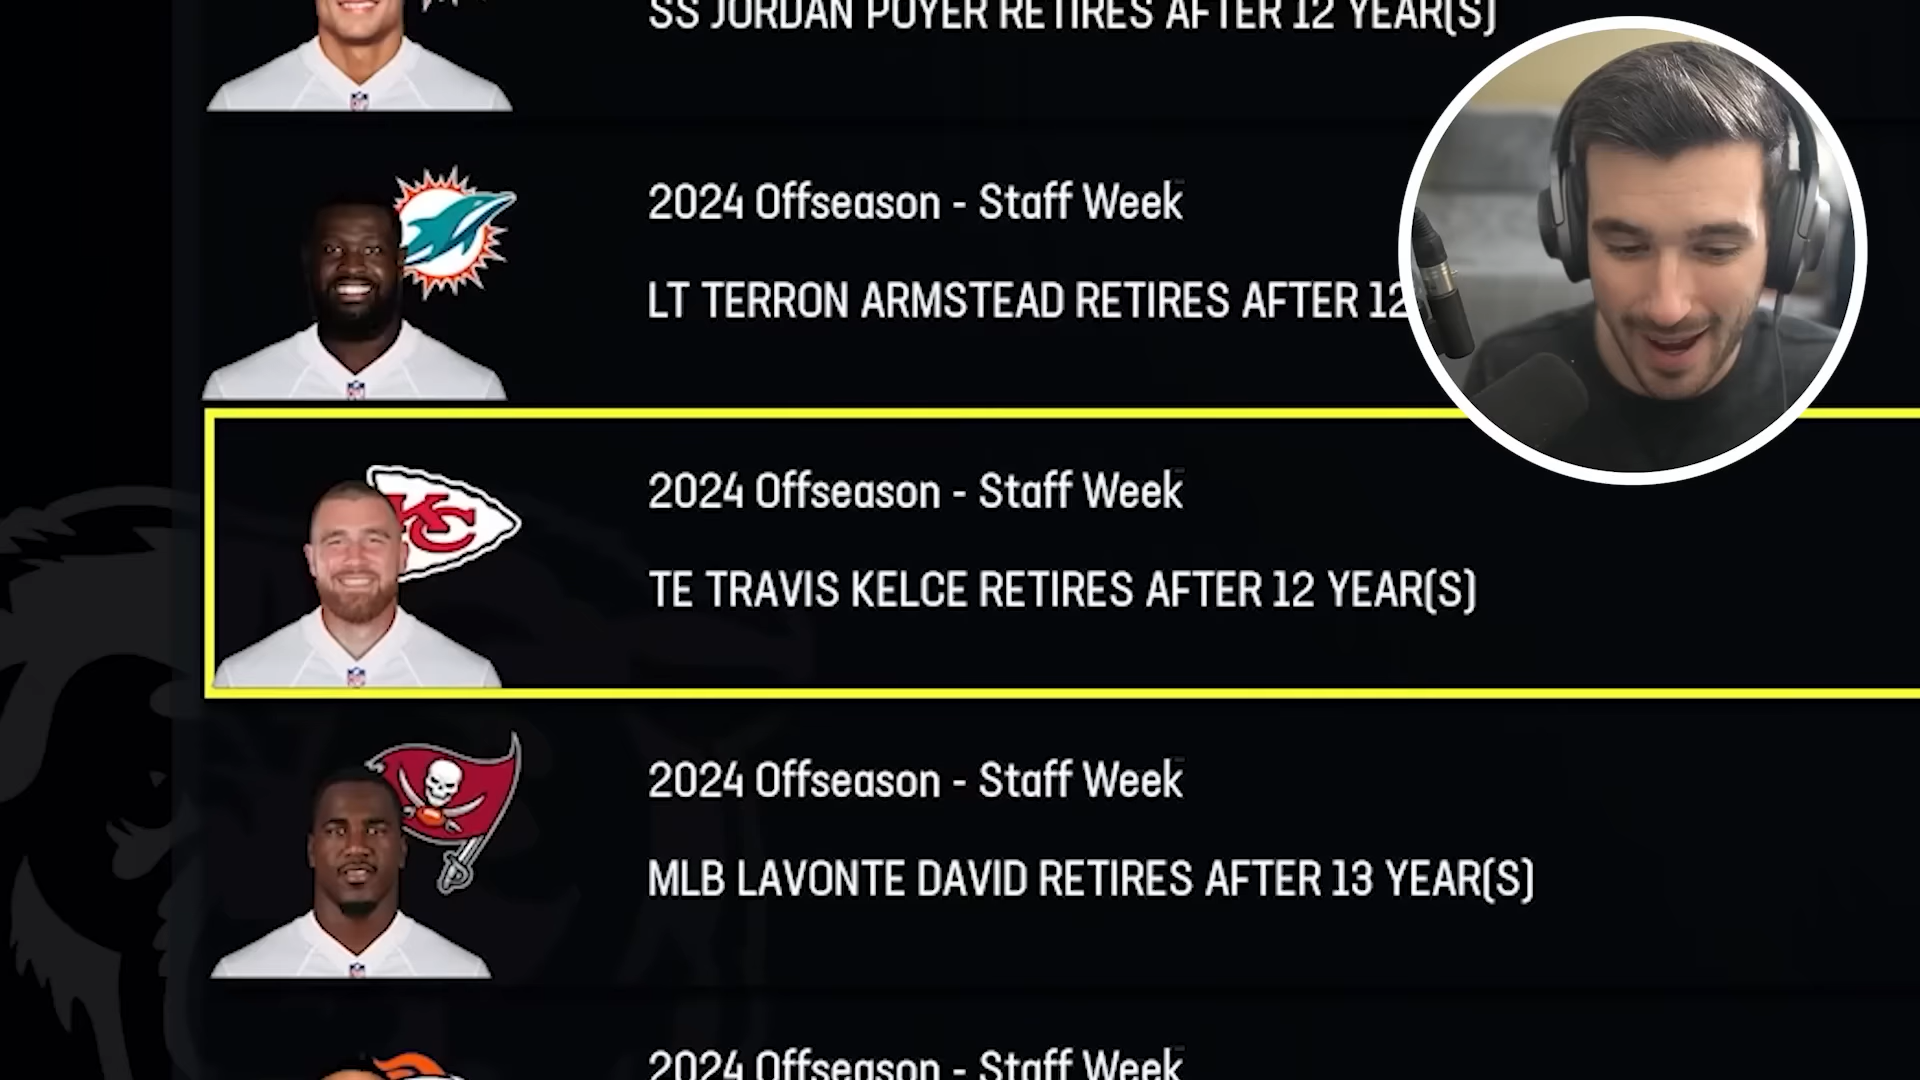 SS JORDAN POYER RETIRES AFTER 12 YEAR(S)
2024 Offseason - Staff Week
LT TERRON ARMSTEAD RETIRES AFTER 12
KC
2024 Offseason - Staff Week
TE TRAVIS KELCE RETIRES AFTER 12 YEAR(S)
2024 Offseason - Staff Week
MLB LAVONTE DAVID RETIRES AFTER 13 YEAR(S)
2024 Offseason - Staff Week